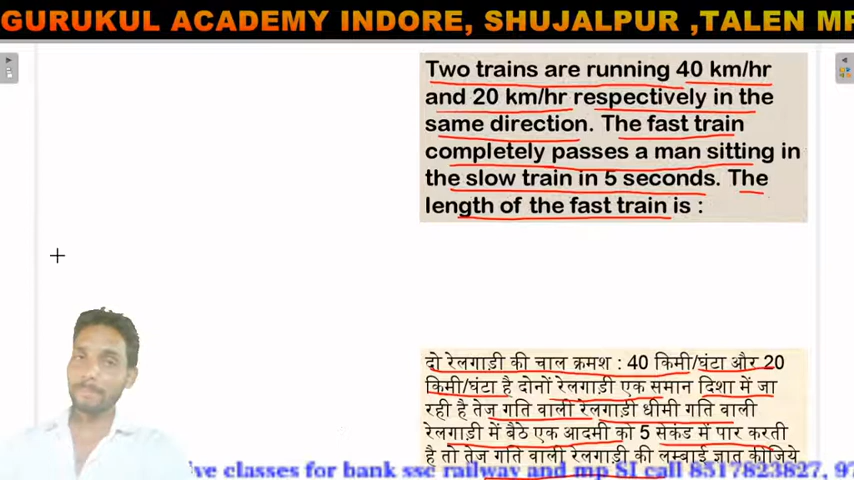 GURUKUL ACADEMY INDORE, SHUJALPUR ,TALEN MP
Two trains are running 40 km/hr
and 20 km/hr respectively in the
same direction. The fast train
completely passes a man sitting in
the slow train in 5 seconds. The
length of the fast train is :
दो रेलगाड़ी की चाल क्रमश : 40 किमी/घंटा और 20
किमी/घंटा है दोनों रेलगाड़ी एक समान दिशा में जा
रही है तेज़ गति वाली रेलगाड़ी धीमी गति वाली
रेलगाड़ी में बैठे एक आदमी को 5 सेकंड में पार करती
है तो तेज़ गति वाली रेलगाड़ी की लम्बाई ज्ञात कीजिये
ive classes for bank ssc railway and mp SI call 8517823827, 97